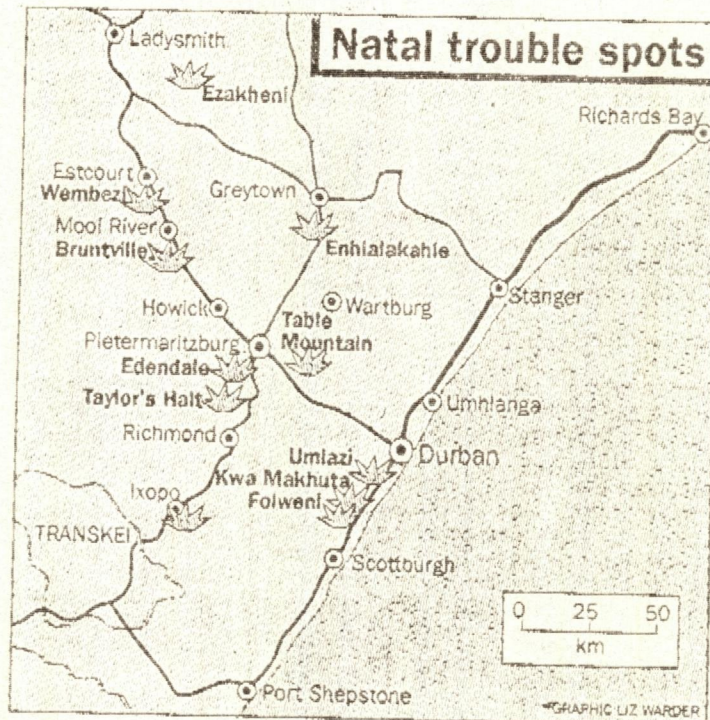 Natal trouble spots
Ladysmith
Ezakheni
Richards Bay
Estcourt
Wembezi
Greytown
Mooi River
Bruntville
Enhlalakahle
Howick
Wartburg
Stanger
Pietermaritzburg
Table
Mountain
Edendale
Taylor's Halt
Umhlanga
Richmond
Umlazi
Durban
Kwa Makhuta
Folweni
Ixopo
TRANSKEI
Scottburgh
0 25 50
km
Port Shepstone
GRAPHIC LIZ WARDER